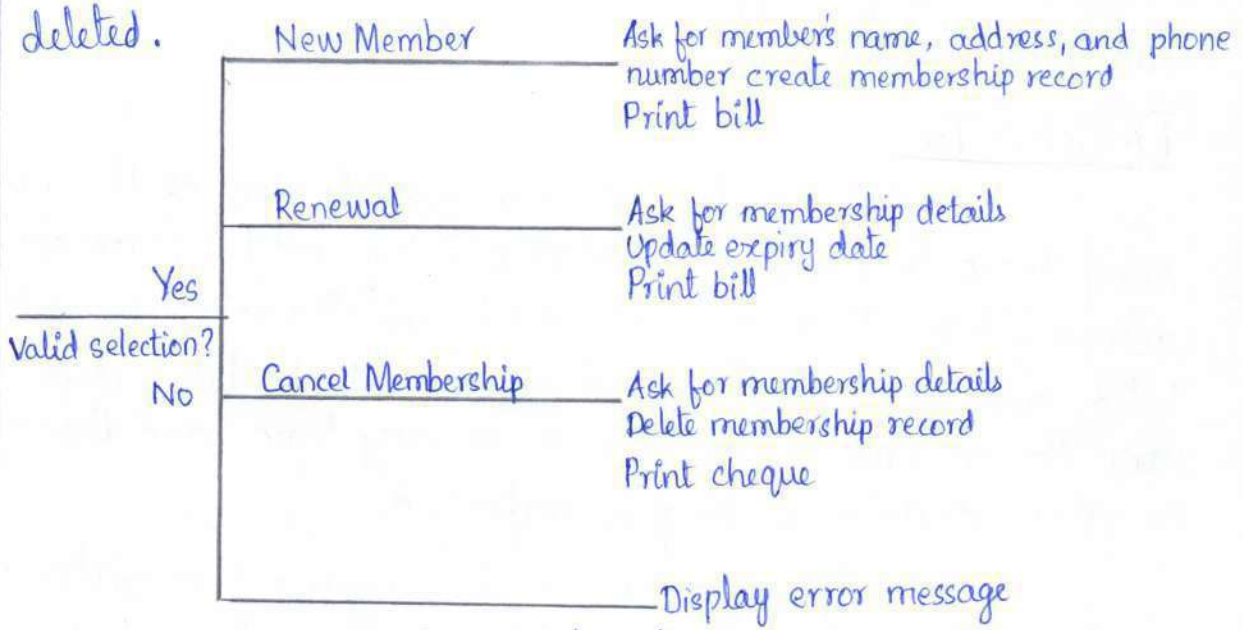 deleted.
New Member
Ask for member's name, address, and phone
number create membership record
Print bill
Renewal
Ask for membership details
Update expiry date
Print bill
Yes
Valid selection?
No
Cancel Membership
Ask for membership details
Delete membership record
Print cheque
Display error message